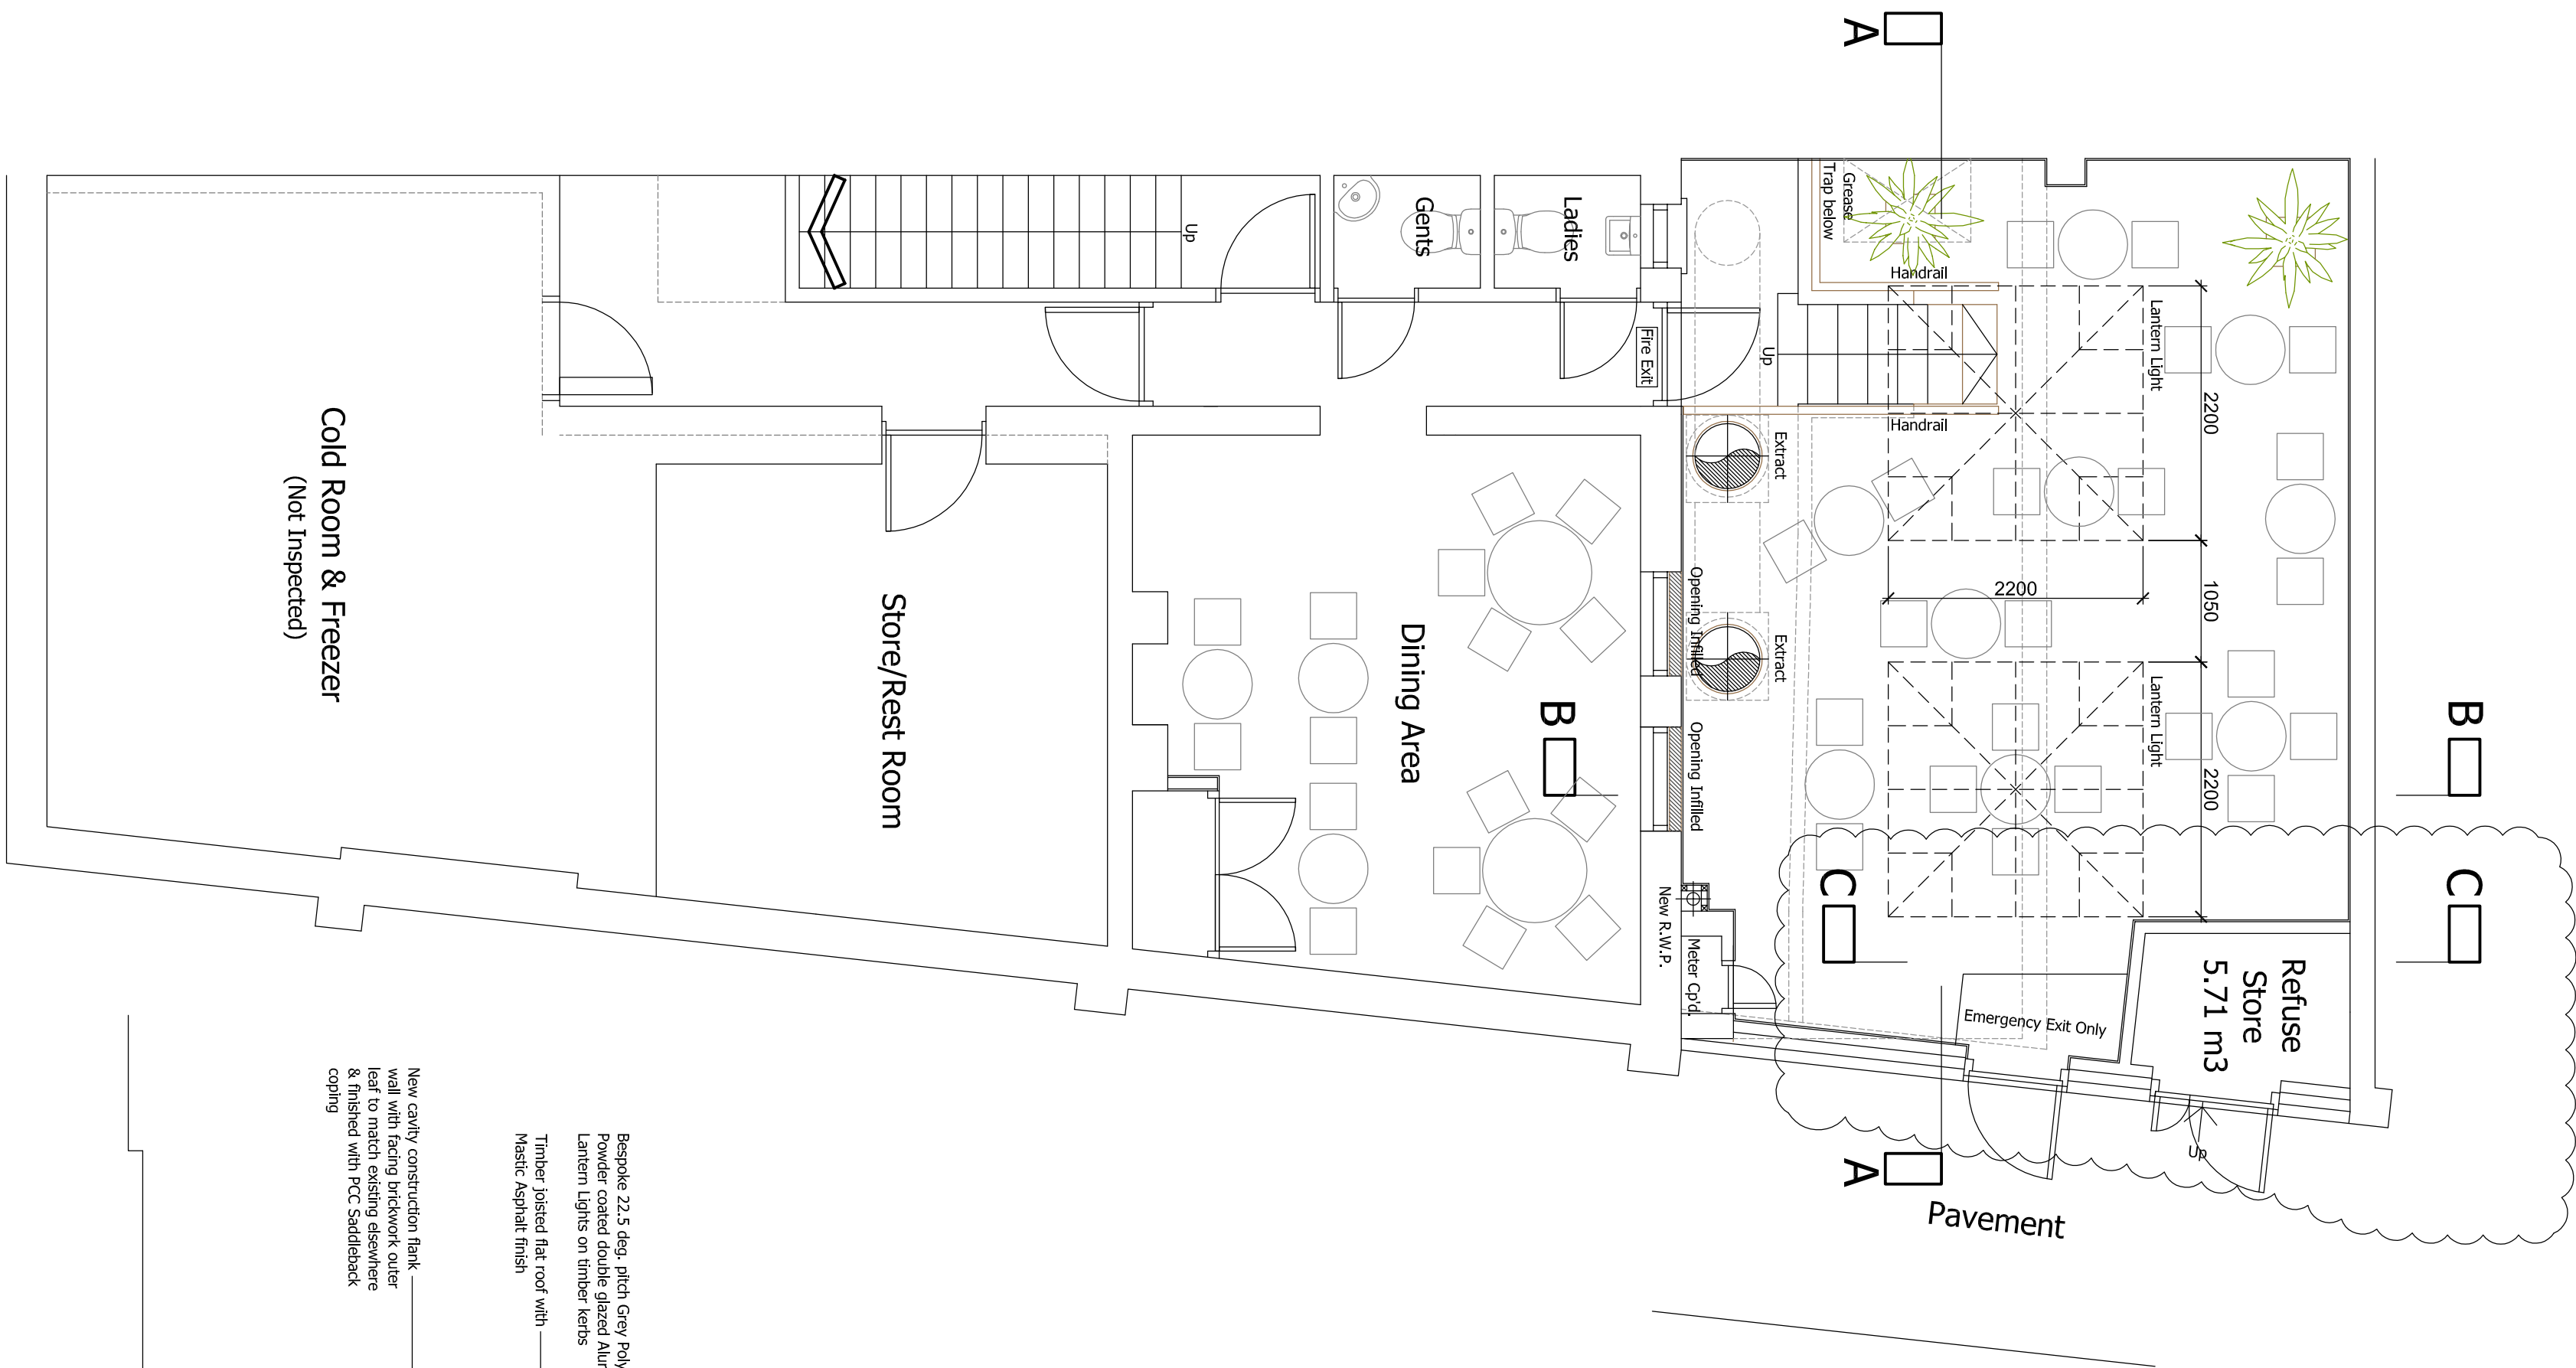 A
B
C
Refuse
Store
5.71 m3
Lantern Light
2200
1050
2200
Lantern Light
2200
Handrail
Handrail
Grease
Trap below
Up
Extract
Extract
Opening Infilled
Opening Infilled
Fire Exit
New R.W.P.
Meter Cp'd.
Emergency Exit Only
Up
A
B
C
Pavement
Ladies
Gents
Up
Dining Area
Store/Rest Room
Cold Room & Freezer
(Not Inspected)
Bespoke 22.5 deg. pitch Grey Poly
Powder coated double glazed
Lantern Lights on timber kerbs
Timber joisted flat roof with
Mastic Asphalt finish
New cavity construction flank
wall with facing brickwork outer
leaf to match existing elsewhere
& finished with PCC Saddleback
coping